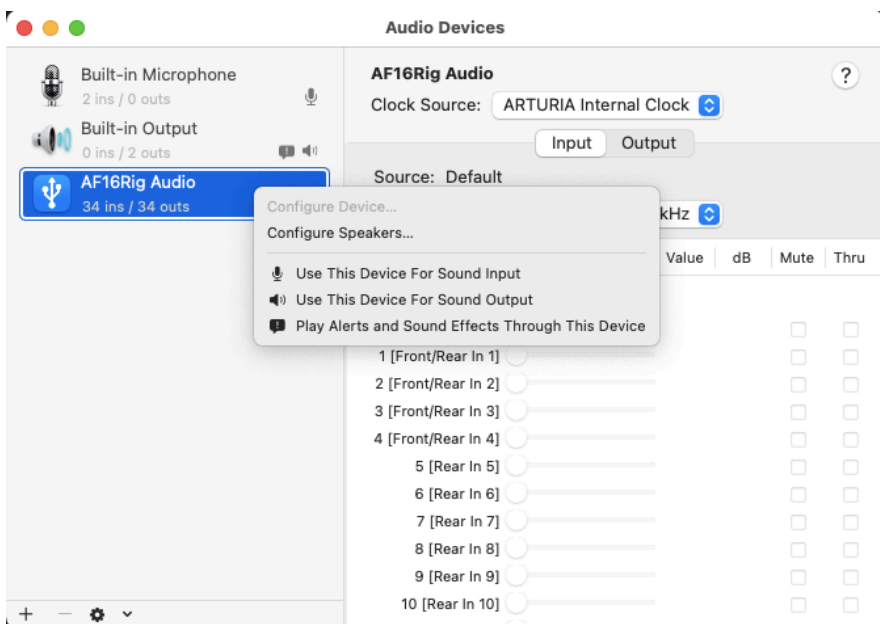 Audio Devices
Built-in Microphone
2 ins / 0 outs
Built-in Output
0 ins / 2 outs
AF16Rig Audio
34 ins / 34 outs
AF16Rig Audio
?
Clock Source: ARTURIA Internal Clock
Input Output
Source: Default
kHz
Configure Device...
Configure Speakers...
Use This Device For Sound Input
Use This Device For Sound Output
Play Alerts and Sound Effects Through This Device
Value dB Mute Thru
1 [Front/Rear In 1]
2 [Front/Rear In 2]
3 [Front/Rear In 3]
4 [Front/Rear In 4]
5 [Rear In 5]
6 [Rear In 6]
7 [Rear In 7]
8 [Rear In 8]
9 [Rear In 9]
10 [Rear In 10]